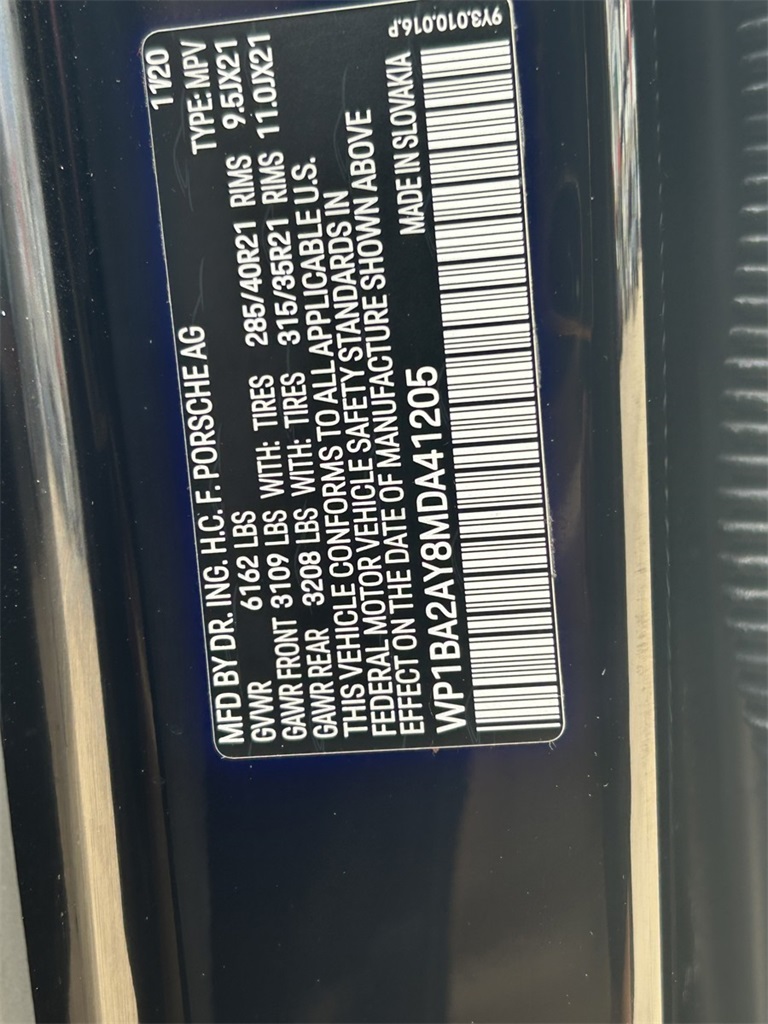 MFD BY DR. ING. H.C. F. PORSCHE AG 11/20
GVWR 6162 LBS TYPE: MPV
GAWR FRONT 3109 LBS WITH: TIRES 285/40R21 RIMS 9.5JX21
GAWR REAR 3208 LBS WITH: TIRES 315/35R21 RIMS 11.0JX21
THIS VEHICLE CONFORMS TO ALL APPLICABLE U.S.
FEDERAL MOTOR VEHICLE SAFETY STANDARDS IN
EFFECT ON THE DATE OF MANUFACTURE SHOWN ABOVE
WP1BA2AY8MDA41205 MADE IN SLOVAKIA 9Y3.010.016.P